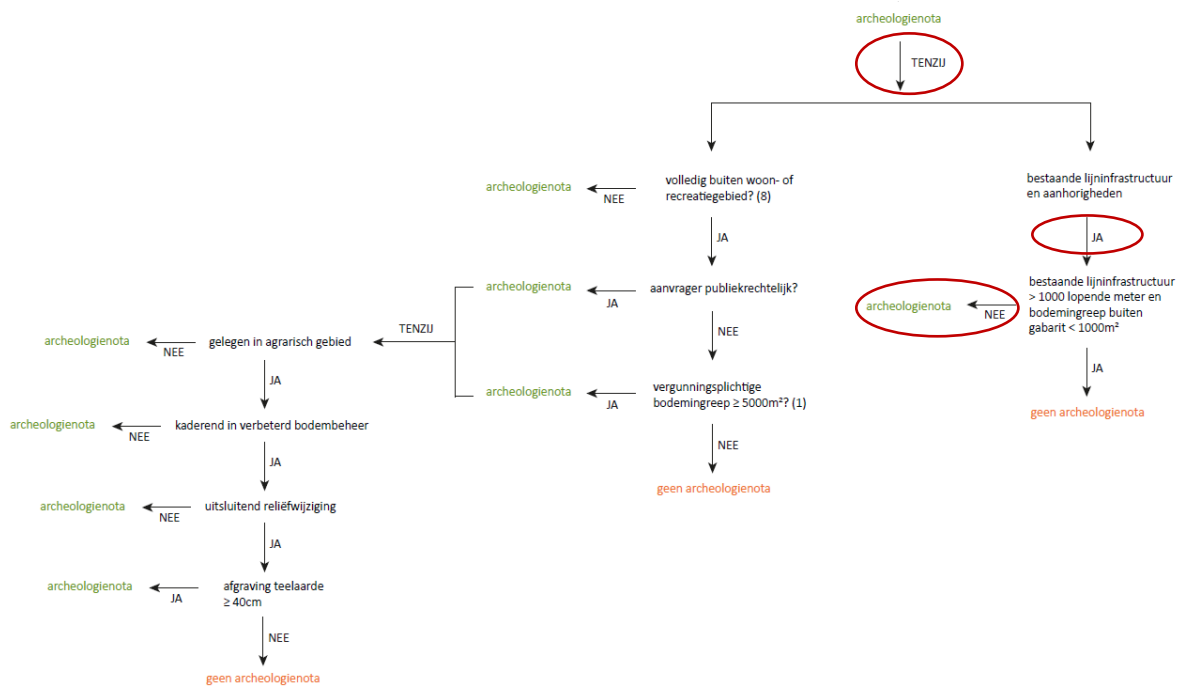 archeologienota
TENZIJ
archeologienota
NEE
volledig buiten woon- of
recreatiegebied? (8)
bestaande lijninfrastructuur
en aanhorigheden
JA
JA
archeologienota
JA
aanvrager publiekrechtelijk?
archeologienota
NEE
bestaande lijninfrastructuur
> 1000 lopende meter en
bodemingreep buiten
gabarit < 1000m²
TENZIJ
NEE
archeologienota
NEE
gelegen in agrarisch gebied
JA
JA
archeologienota
JA
vergunningsplichtige
bodemingreep ≥ 5000m²? (1)
geen archeologienota
archeologienota
NEE
kaderend in verbeterd bodembeheer
NEE
JA
geen archeologienota
archeologienota
NEE
uitsluitend reliëfwijziging
JA
archeologienota
JA
afgraving teelaarde
≥ 40cm
NEE
geen archeologienota